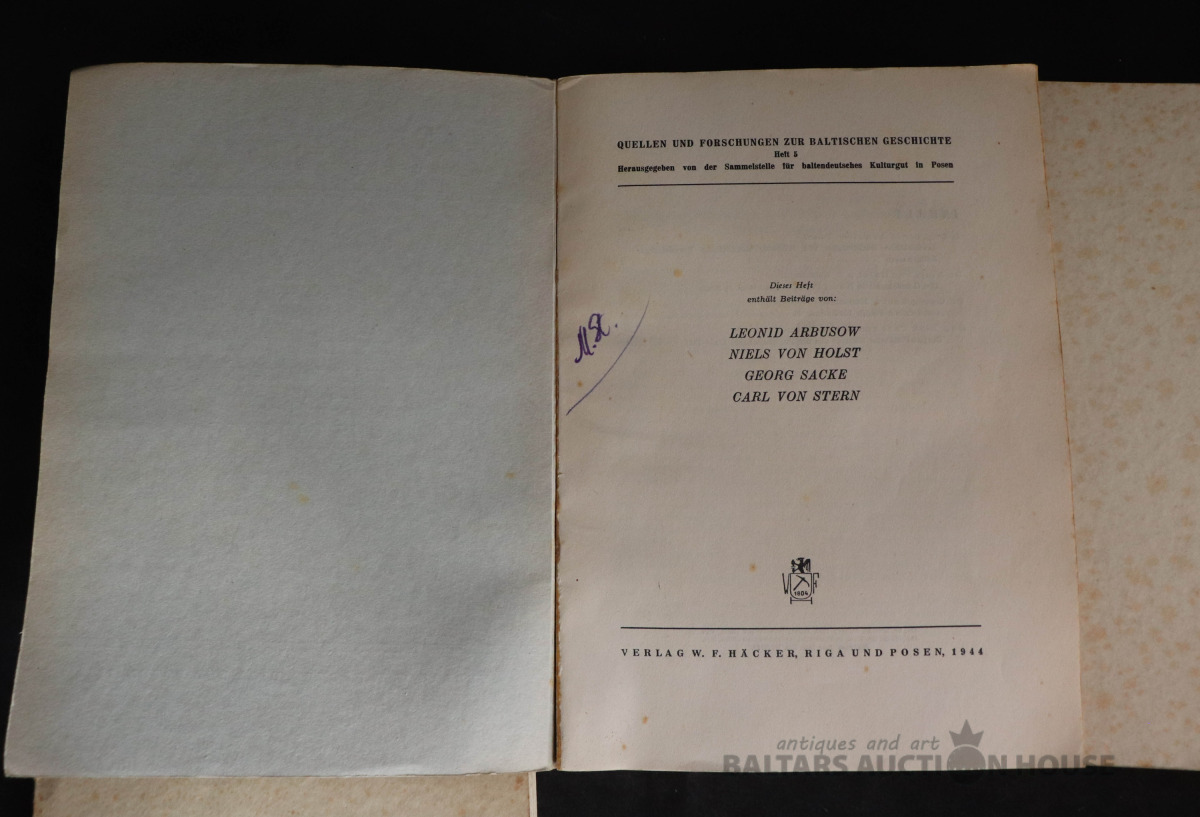 QUELLEN UND FORSCHUNGEN ZUR BALTISCHEN GESCHICHTE
Heft 5
Herausgegeben von der Sammelstelle für baltendeutsches Kulturgut in Posen
Dieses Heft
enthält Beiträge von:
LEONID ARBUSOW
NIELS VON HOLST
GEORG SACKE
CARL VON STERN
W F
1804
H
VERLAG W. F. HÄCKER, RIGA UND POSEN, 1944
antiques and art
BALTARS AUCTION HOUSE